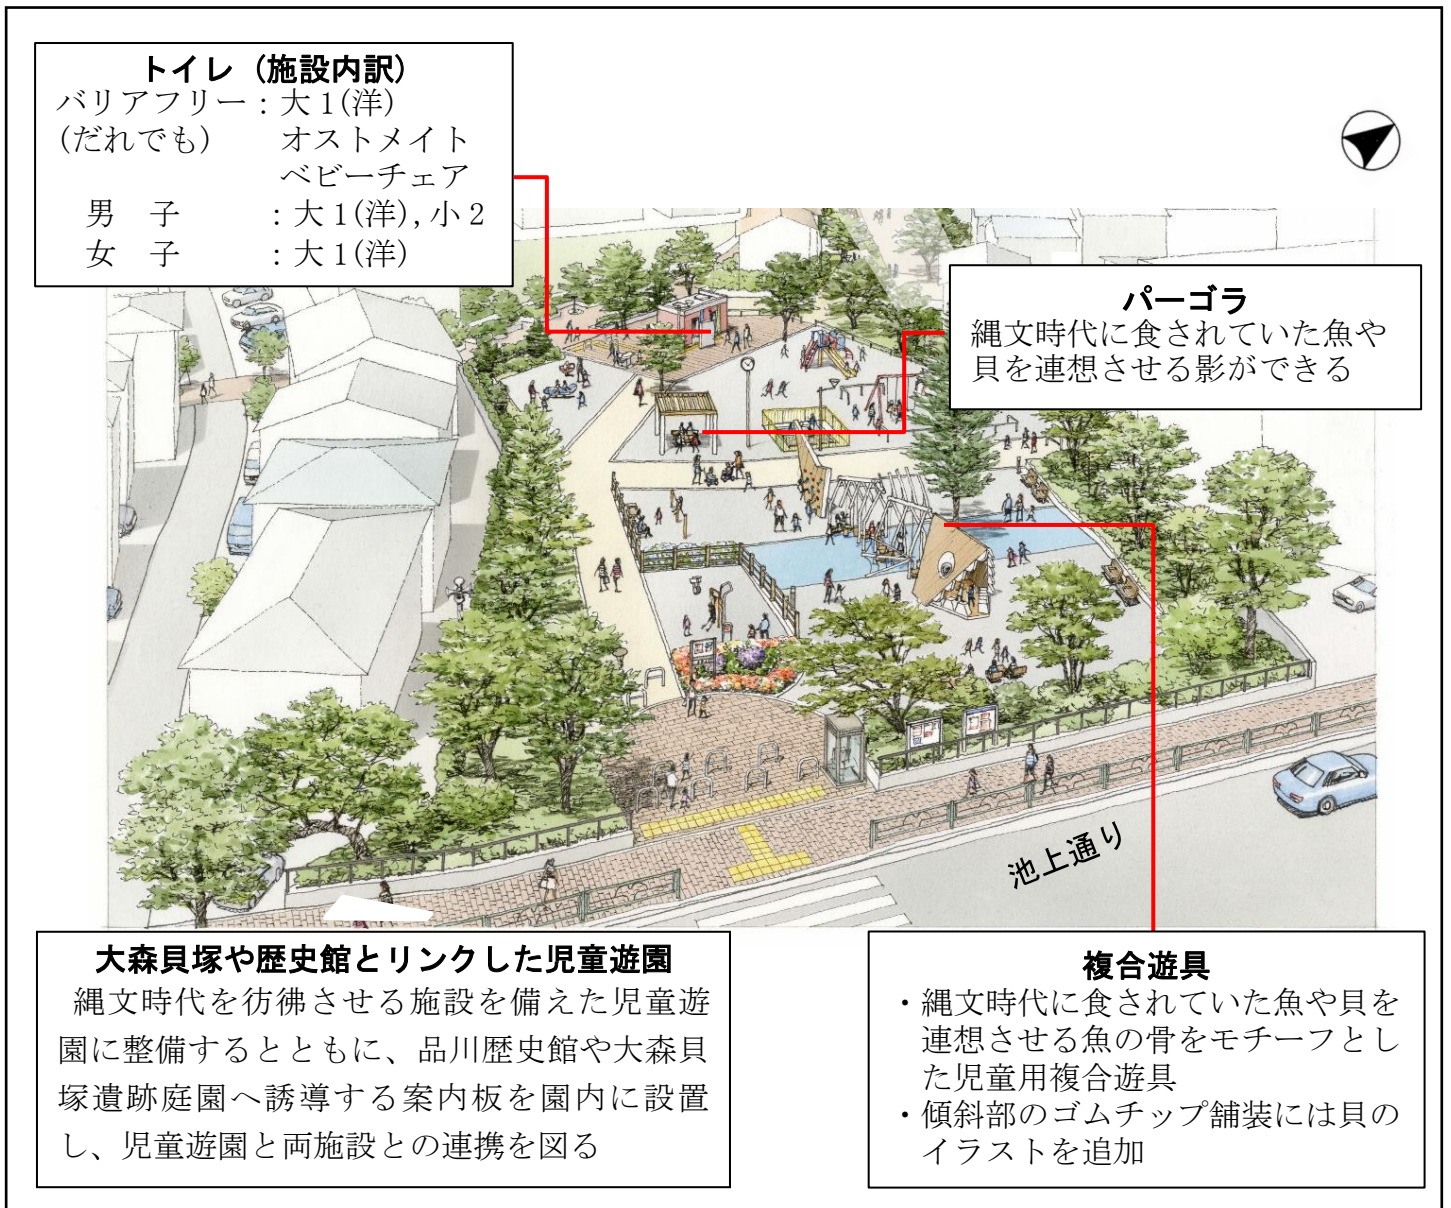 トイレ（施設内訳）
バリアフリー：大1(洋)
(だれでも) オストメイト
ベビーチェア
男 子 ：大1(洋), 小2
女 子 ：大1(洋)
パーゴラ
縄文時代に食されていた魚や
貝を連想させる影ができる
池上通り
大森貝塚や歴史館とリンクした児童遊園
縄文時代を彷彿させる施設を備えた児童遊
園に整備するとともに、品川歴史館や大森貝
塚遺跡庭園へ誘導する案内板を園内に設置
し、児童遊園と両施設との連携を図る
複合遊具
・縄文時代に食されていた魚や貝を
連想させる魚の骨をモチーフとし
た児童用複合遊具
・傾斜部のゴムチップ舗装には貝の
イラストを追加